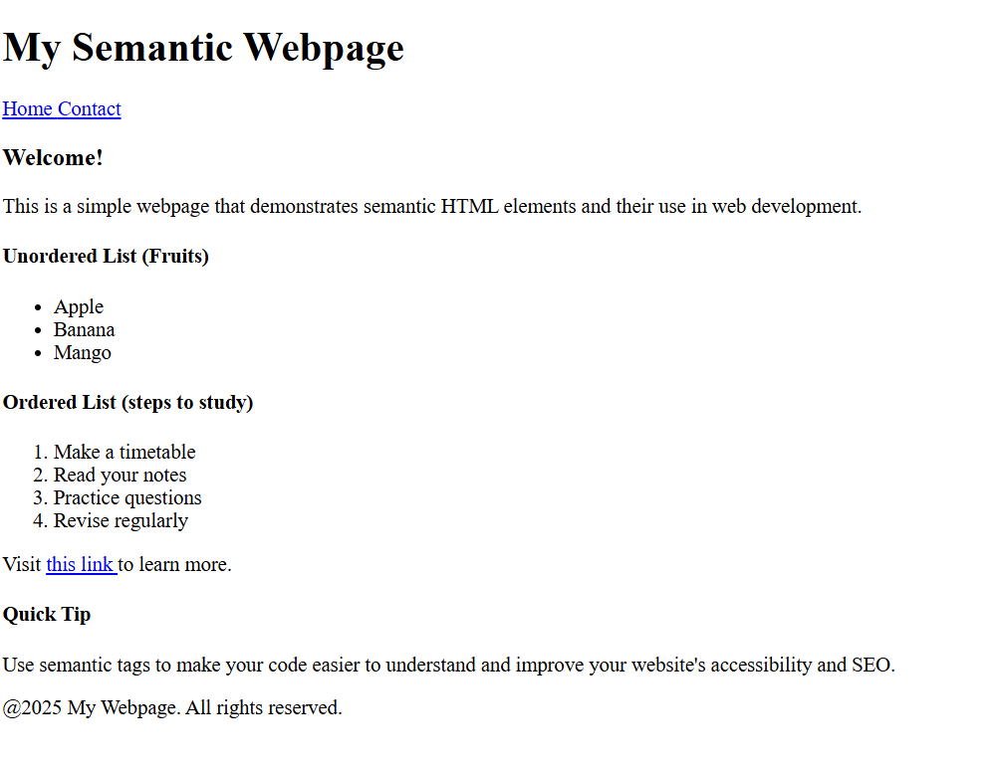 My Semantic Webpage
Home Contact
Welcome!
This is a simple webpage that demonstrates semantic HTML elements and their use in web development.
Unordered List (Fruits)
• Apple
• Banana
• Mango
Ordered List (steps to study)
1. Make a timetable
2. Read your notes
3. Practice questions
4. Revise regularly
Visit this link to learn more.
Quick Tip
Use semantic tags to make your code easier to understand and improve your website's accessibility and SEO.
@2025 My Webpage. All rights reserved.